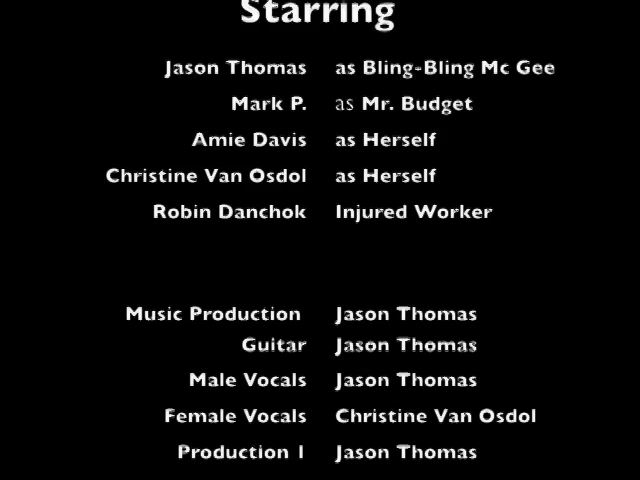 Starring
Jason Thomas as Bling-Bling Mc Gee
Mark P. as Mr. Budget
Amie Davis as Herself
Christine Van Osdol as Herself
Robin Danchok Injured Worker
Music Production Jason Thomas
Guitar Jason Thomas
Male Vocals Jason Thomas
Female Vocals Christine Van Osdol
Production 1 Jason Thomas